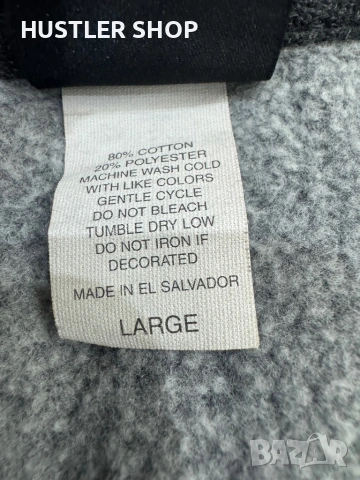 HUSTLER SHOP
80% COTTON
20% POLYESTER
MACHINE WASH COLD
WITH LIKE COLORS
GENTLE CYCLE
DO NOT BLEACH
TUMBLE DRY LOW
DO NOT IRON IF
DECORATED
MADE IN EL SALVADOR
LARGE
BAZAR